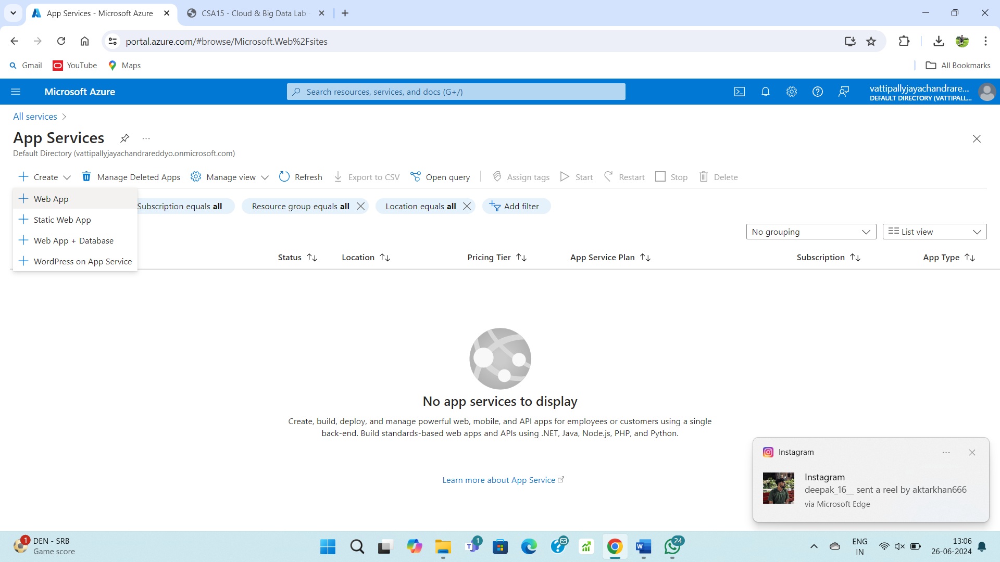 App Services - Microsoft Azure
CSA15 - Cloud & Big Data Lab -
portal.azure.com/#browse/Microsoft.Web%2Fsites
Gmail
YouTube
Maps
All Bookmarks
Microsoft Azure
Search resources, services, and docs (G+/)
vattipallyjayachandrare...
DEFAULT DIRECTORY (VATTIPALL...
All services
App Services
Default Directory (vattipallyjayachandrareddyo.onmicrosoft.com)
Create
Manage Deleted Apps
Manage view
Refresh
Export to CSV
Open query
Assign tags
Start
Restart
Stop
Delete
Web App
Static Web App
Web App + Database
WordPress on App Service
Subscription equals all
Resource group equals all
Location equals all
Add filter
No grouping
List view
Status
Location
Pricing Tier
App Service Plan
Subscription
App Type
No app services to display
Create, build, deploy, and manage powerful web, mobile, and API apps for employees or customers using a single
back-end. Build standards-based web apps and APIs using .NET, Java, Node.js, PHP, and Python.
Learn more about App Service
Instagram
Instagram
deepak_16__ sent a reel by aktarkhan666
via Microsoft Edge
1
DEN - SRB
Game score
1
24
ENG
IN
13:06
26-06-2024